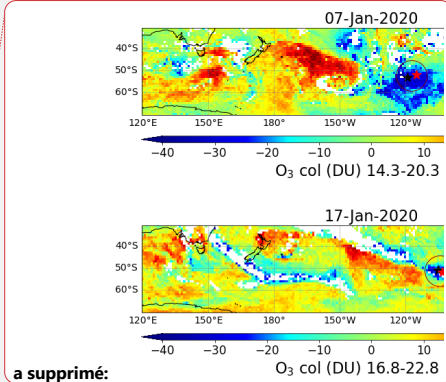 07-Jan-2020
40°S
50°S
60°S
120°E 150°E 180° 150°W 120°W
−40 −30 −20 −10 0 10
O₃ col (DU) 14.3-20.3
17-Jan-2020
40°S
50°S
60°S
120°E 150°E 180° 150°W 120°W
−40 −30 −20 −10 0 10
O₃ col (DU) 16.8-22.8
a supprimé: